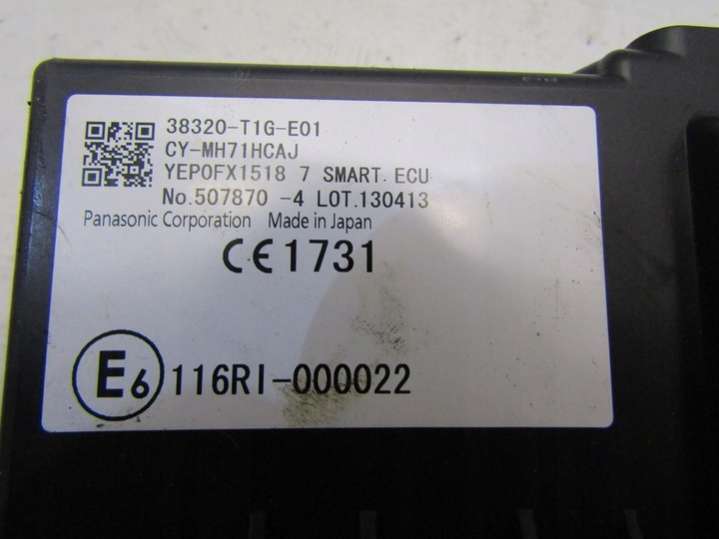 38320-T1G-E01
CY-MH71HCAJ
YEP0FX1518 7 SMART. ECU
No.507870 -4 LOT.130413
Panasonic Corporation Made in Japan
CE1731
E6 116RI-000022